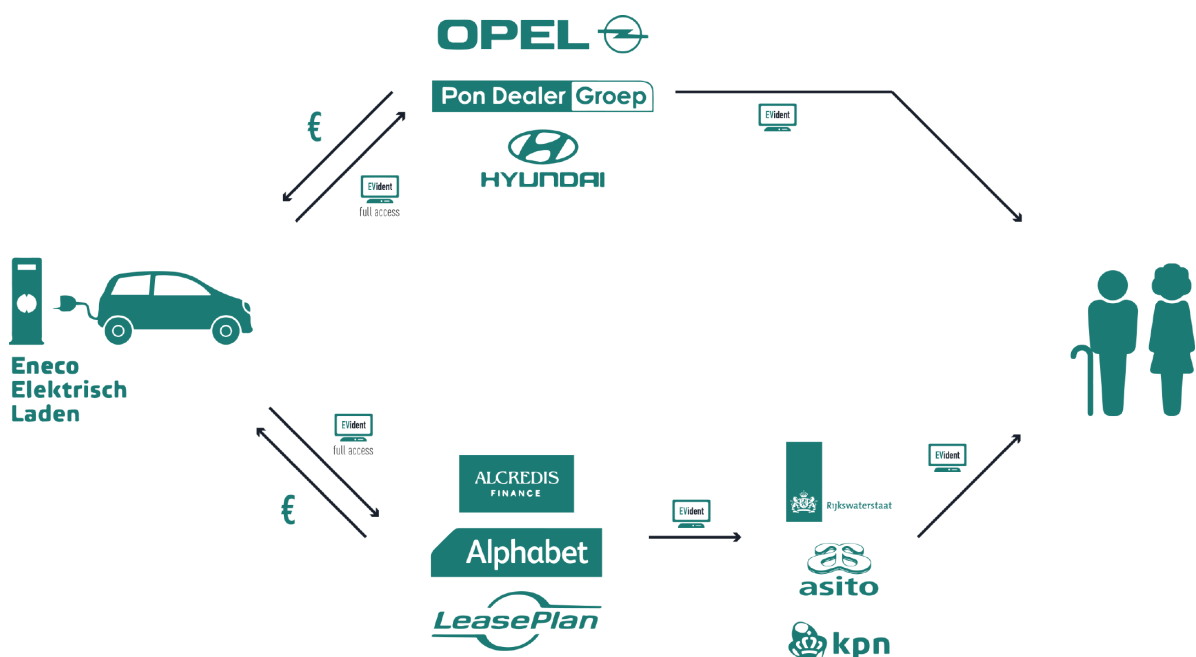 OPEL
Pon Dealer Groep
HYUNDAI
€
EVident
full access
EVident
Eneco
Elektrisch
Laden
EVident
full access
€
ALCREDIS
FINANCE
Alphabet
LeasePlan
EVident
Rijkswaterstaat
asito
kpn
EVident